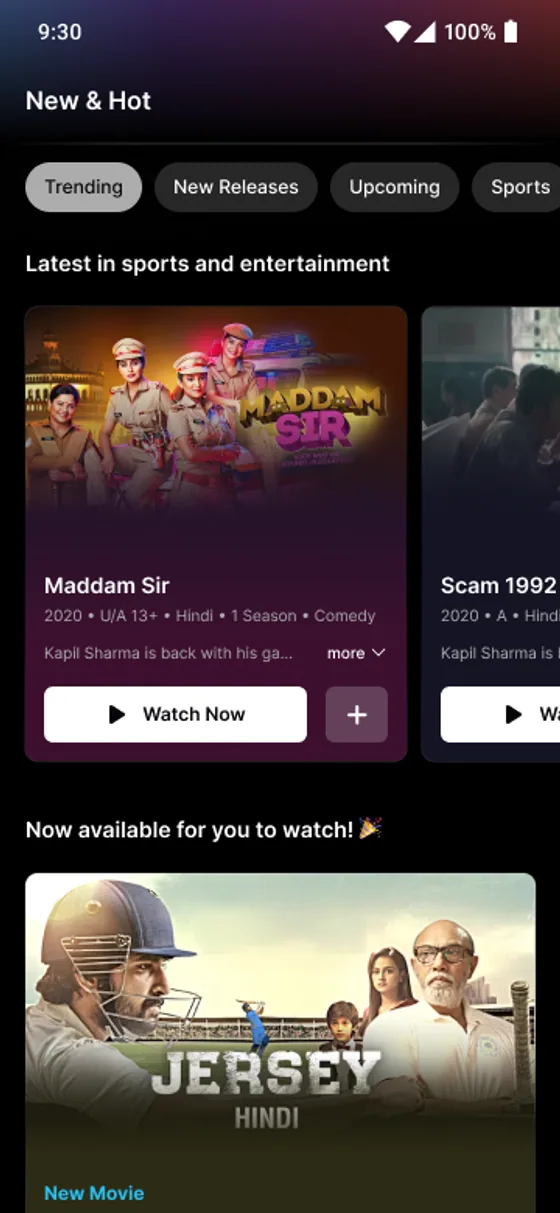 9:30
100%
New & Hot
Trending
New Releases
Upcoming
Sports
Latest in sports and entertainment
MADDAM
SIR
Maddam Sir
2020 • U/A 13+ • Hindi • 1 Season • Comedy
Kapil Sharma is back with his ga...
more
Watch Now
Scam 1992
2020 • A • Hindi
Kapil Sharma is
Now available for you to watch! 🎉
JERSEY
HINDI
New Movie